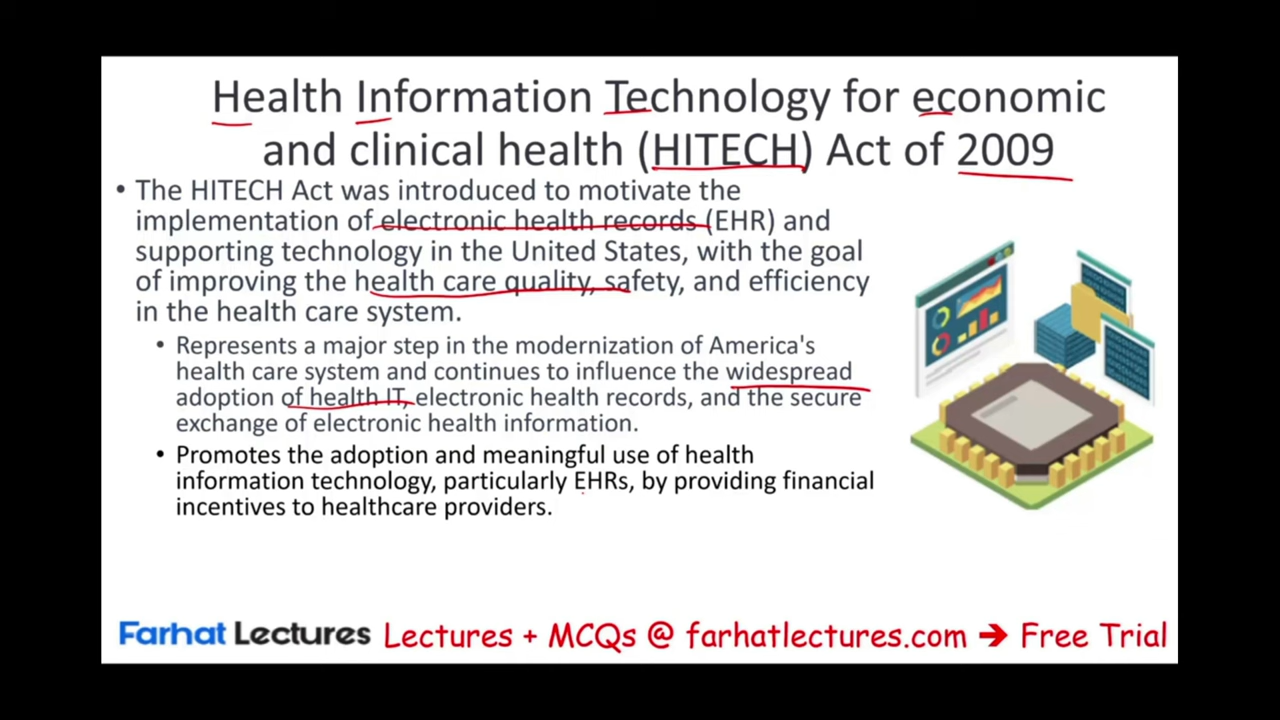 Health Information Technology for economic
and clinical health (HITECH) Act of 2009
• The HITECH Act was introduced to motivate the
implementation of electronic health records (EHR) and
supporting technology in the United States, with the goal
of improving the health care quality, safety, and efficiency
in the health care system.
• Represents a major step in the modernization of America's
health care system and continues to influence the widespread
adoption of health IT, electronic health records, and the secure
exchange of electronic health information.
• Promotes the adoption and meaningful use of health
information technology, particularly EHRs, by providing financial
incentives to healthcare providers.
Farhat Lectures Lectures + MCQs @ farhatlectures.com → Free Trial